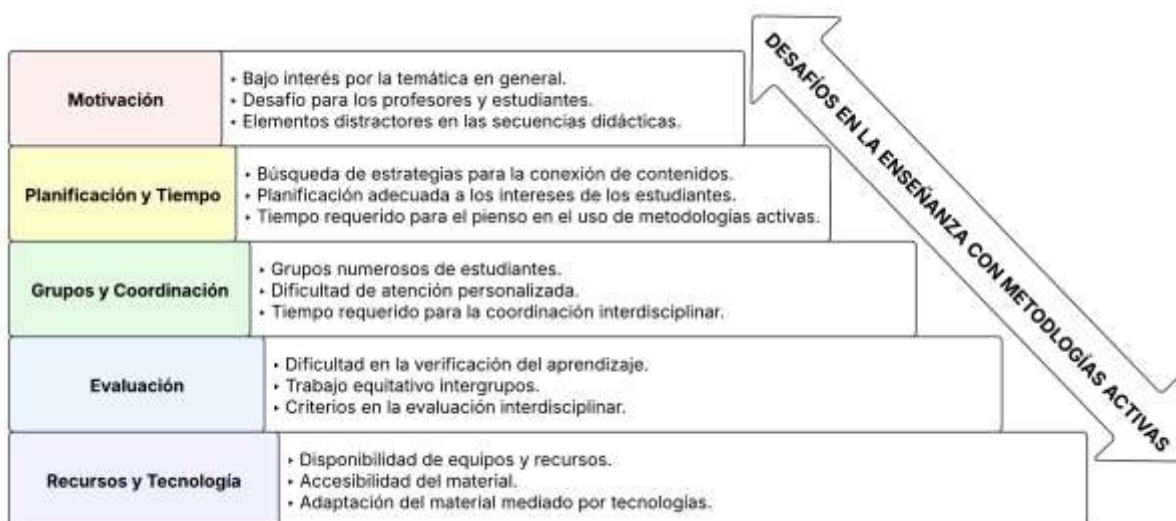 DESAFÍOS EN LA ENSEÑANZA CON METODLOGÍAS ACTIVAS
Motivación
• Bajo interés por la temática en general.
• Desafío para los profesores y estudiantes.
• Elementos distractores en las secuencias didácticas.
Planificación y Tiempo
• Búsqueda de estrategias para la conexión de contenidos.
• Planificación adecuada a los intereses de los estudiantes.
• Tiempo requerido para el pienso en el uso de metodologías activas.
Grupos y Coordinación
• Grupos numerosos de estudiantes.
• Dificultad de atención personalizada.
• Tiempo requerido para la coordinación interdisciplinar.
Evaluación
• Dificultad en la verificación del aprendizaje.
• Trabajo equitativo intergrupos.
• Criterios en la evaluación interdisciplinar.
Recursos y Tecnología
• Disponibilidad de equipos y recursos.
• Accesibilidad del material.
• Adaptación del material mediado por tecnologías.